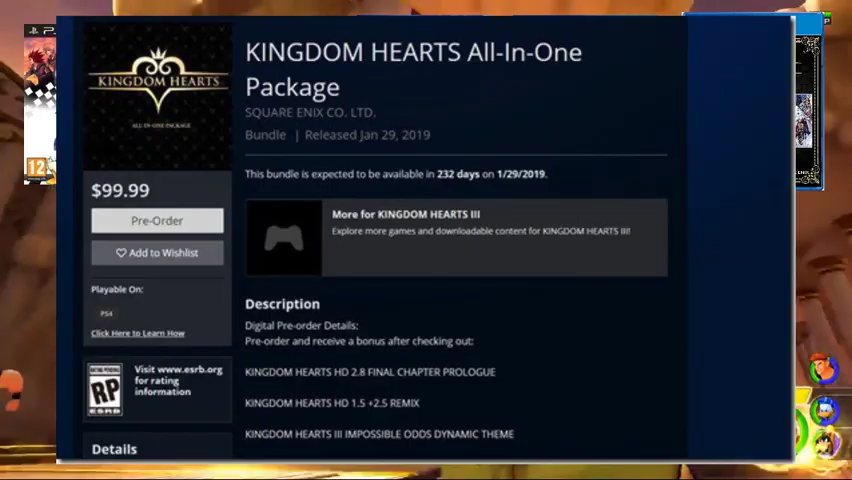 KINGDOM HEARTS
ALL-IN-ONE PACKAGE
KINGDOM HEARTS All-In-One
Package
SQUARE ENIX CO. LTD.
Bundle | Released Jan 29, 2019
This bundle is expected to be available in 232 days on 1/29/2019.
$99.99
Pre-Order
Add to Wishlist
Playable On:
PS4
Click Here to Learn How
More for KINGDOM HEARTS III
Explore more games and downloadable content for KINGDOM HEARTS III!
Description
Digital Pre-order Details:
Pre-order and receive a bonus after checking out:
KINGDOM HEARTS HD 2.8 FINAL CHAPTER PROLOGUE
KINGDOM HEARTS HD 1.5 +2.5 REMIX
KINGDOM HEARTS III IMPOSSIBLE ODDS DYNAMIC THEME
RATING PENDING
RP
ESRB
Visit www.esrb.org
for rating
information
Details
12